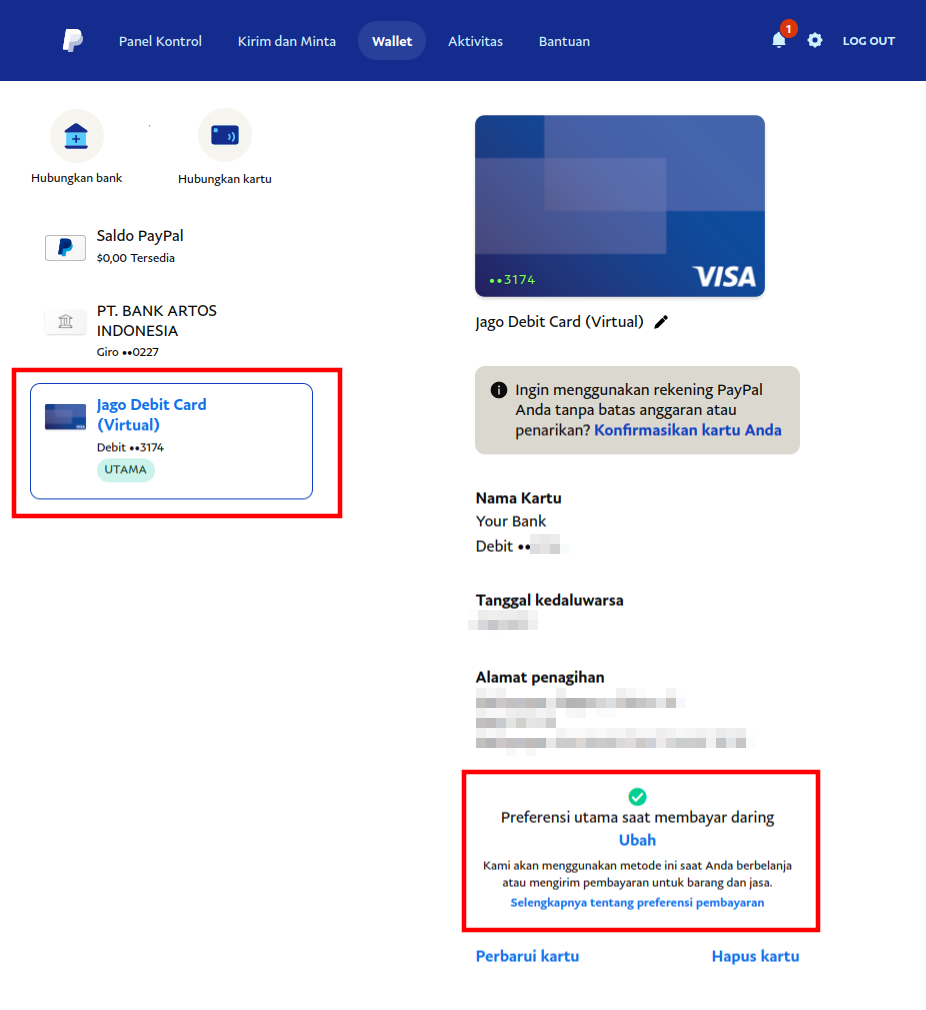 Panel Kontrol
Kirim dan Minta
Wallet
Aktivitas
Bantuan
1
LOG OUT
Hubungkan bank
Hubungkan kartu
Saldo PayPal
$0,00 Tersedia
PT. BANK ARTOS
INDONESIA
Giro ••0227
Jago Debit Card
(Virtual)
Debit ••3174
UTAMA
••3174
VISA
Jago Debit Card (Virtual)
Ingin menggunakan rekening PayPal
Anda tanpa batas anggaran atau
penarikan? Konfirmasikan kartu Anda
Nama Kartu
Your Bank
Debit ••
Tanggal kedaluwarsa
Alamat penagihan
Preferensi utama saat membayar daring
Ubah
Kami akan menggunakan metode ini saat Anda berbelanja
atau mengirim pembayaran untuk barang dan jasa.
Selengkapnya tentang preferensi pembayaran
Perbarui kartu
Hapus kartu